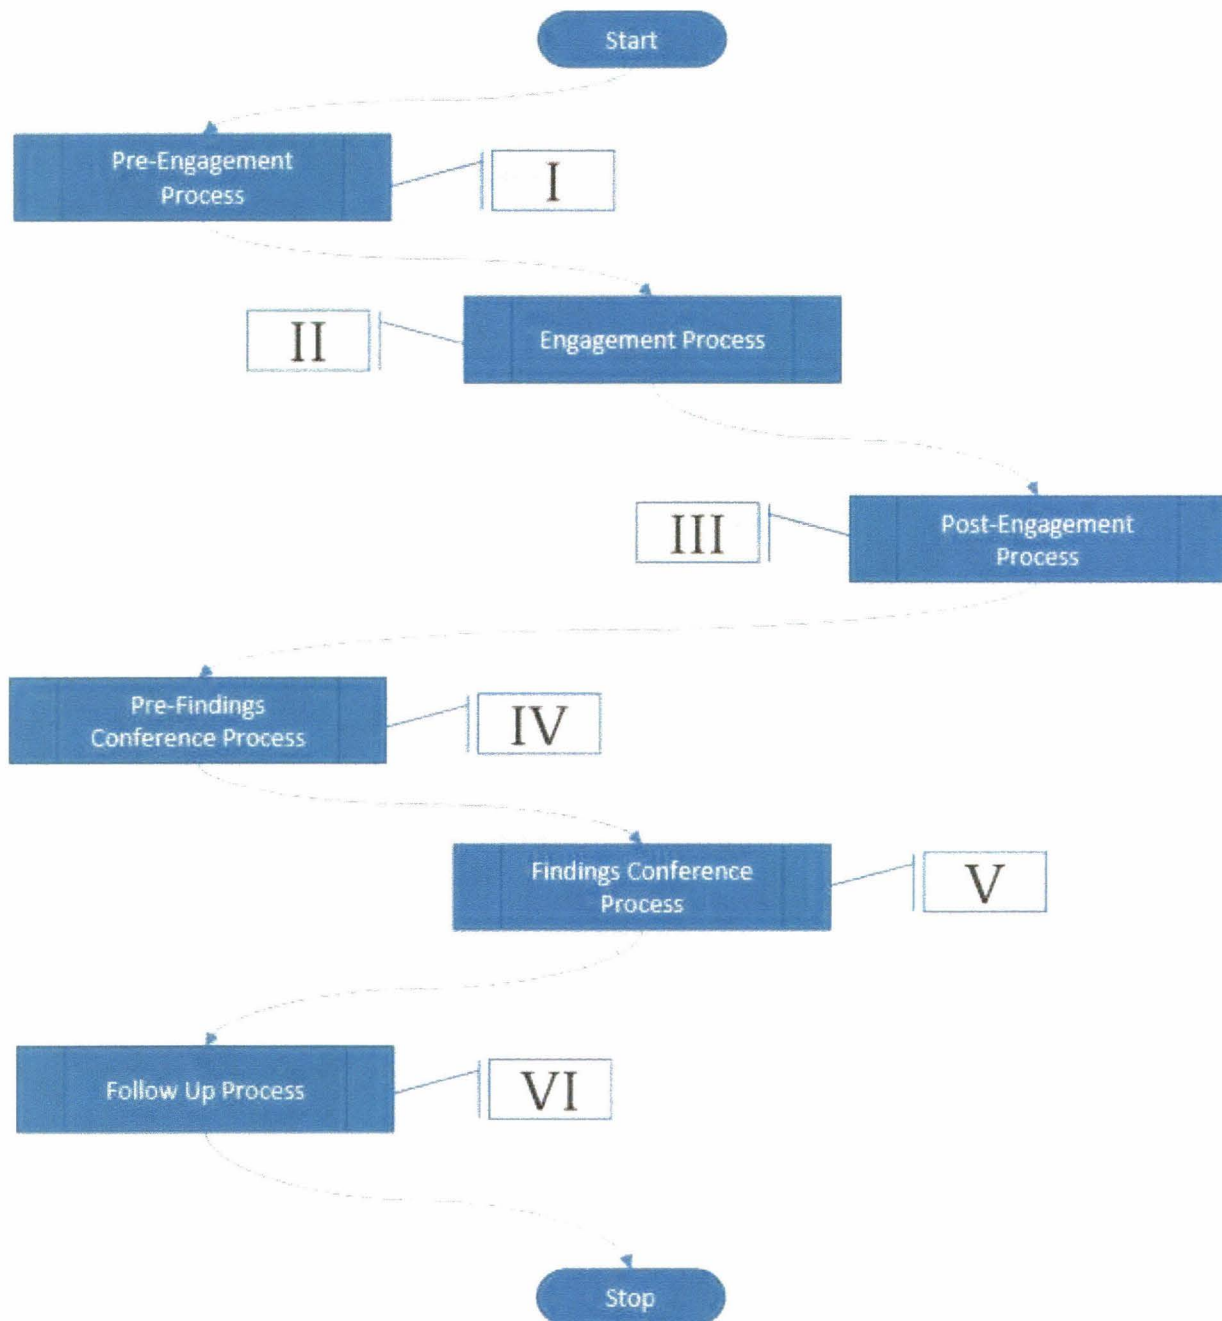 Start
Pre-Engagement
Process
I
II
Engagement Process
III
Post-Engagement
Process
Pre-Findings
Conference Process
IV
Findings Conference
Process
V
Follow Up Process
VI
Stop